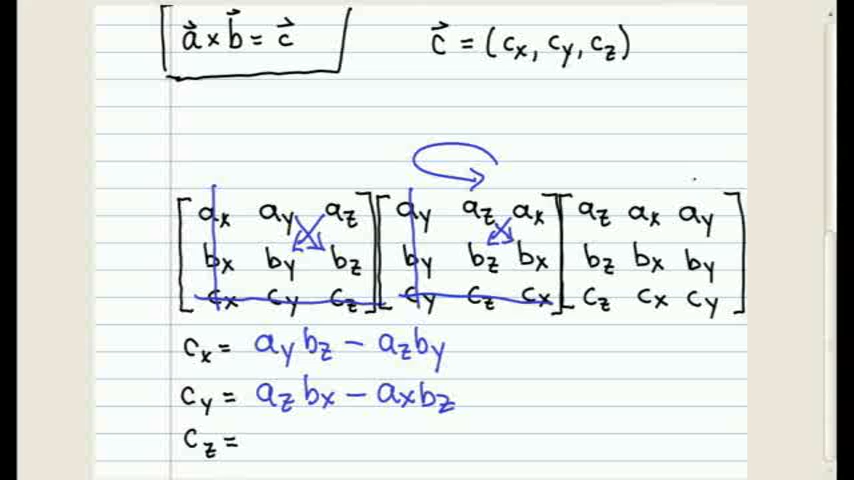 a⃗ × b⃗ = c⃗ c⃗ = (cx, cy, cz)
[ax ay az] [ay az ax] [az ax ay]
[bx by bz] [by bz bx] [bz bx by]
[cx cy cz] [cy cz cx] [cz cx cy]
cx = aybz − azby
cy = azbx − axbz
cz =